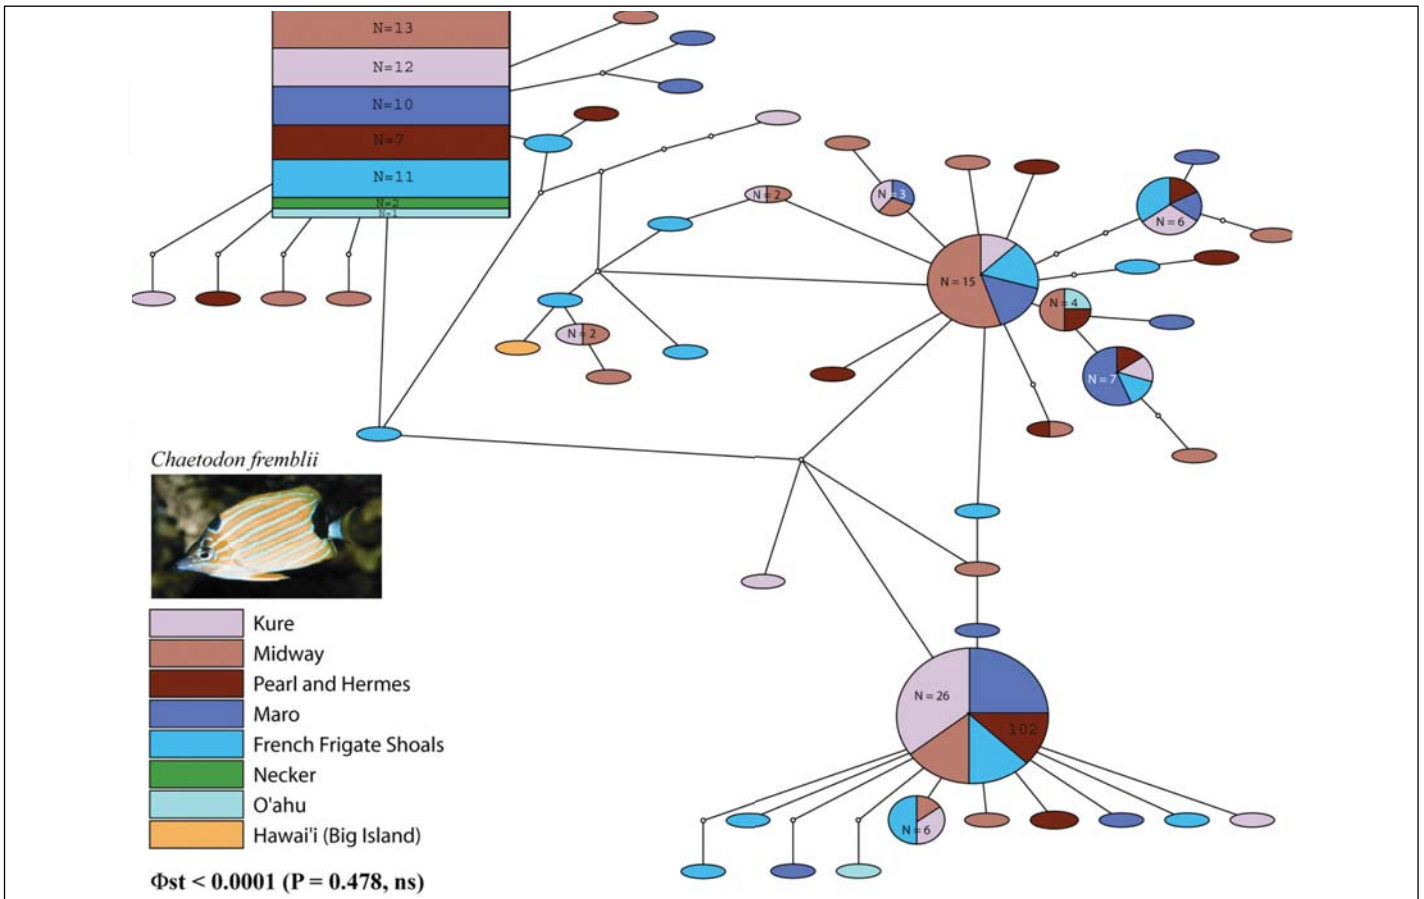 N=13
N=12
N=10
N=7
N=11
N=2
N=1
N = 2
N = 3
N = 6
N = 15
N = 4
N = 2
N = 7
Chaetodon fremblii
Kure
Midway
Pearl and Hermes
Maro
French Frigate Shoals
Necker
O'ahu
Hawai'i (Big Island)
N = 26
102
N = 6
Φst < 0.0001 (P = 0.478, ns)